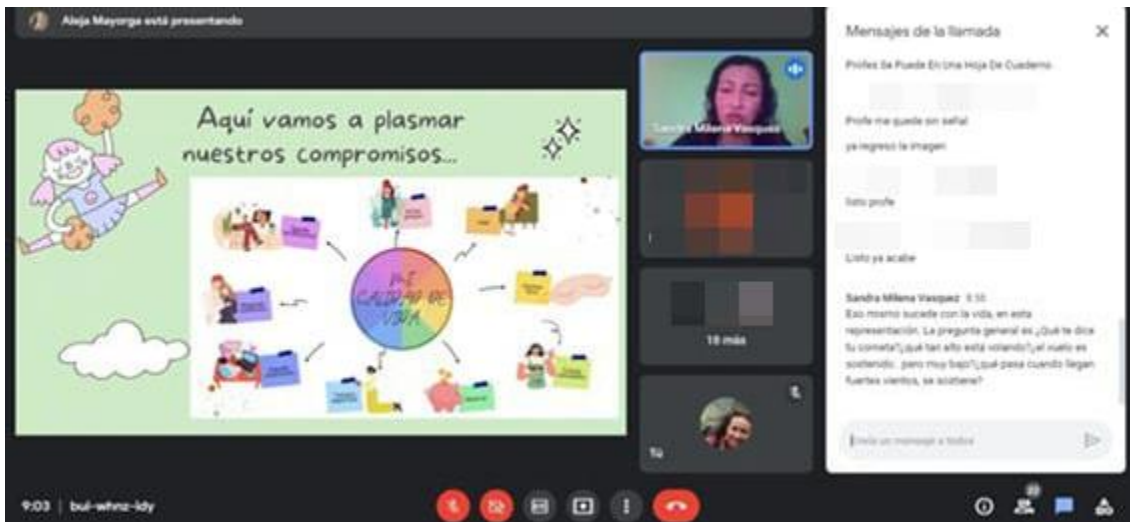 Aleja Mayorga está presentando
Aquí vamos a plasmar
nuestros compromisos...
MI
CALIDAD DE
VIDA
Sandra Milena Vasquez
18 más
Tú
9:03 | bui-whnz-idy
Mensajes de la llamada
Profes Se Puede En Una Hoja De Cuaderno
Profe me quede sin señal
ya regreso la imagen
listo profe
Listo ya acabe
Sandra Milena Vasquez
Eso mismo sucede con la vida, en esta
representación. La pregunta general es ¿Qué te dice
tu cometa?¿qué tan alto está volando?¿el vuelo es
sostenido.. pero muy bajo?¿qué pasa cuando llegan
fuertes vientos, se sostiene?
Envía un mensaje a todos
22